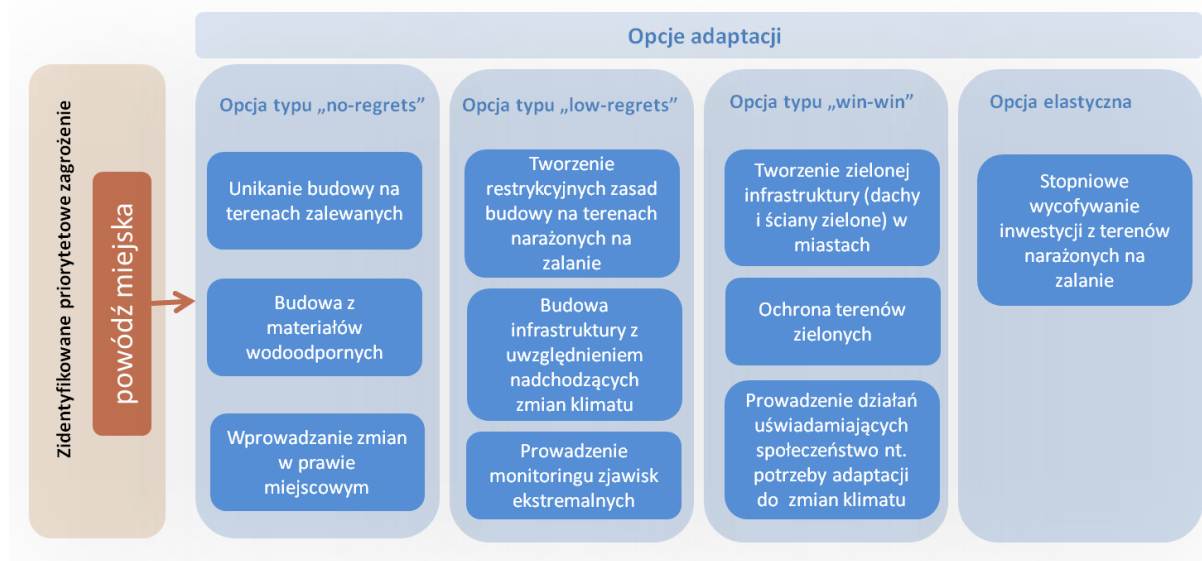 Opcje adaptacji
Zidentyfikowane priorytetowe zagrożenie
powódź miejska
Opcja typu „no-regrets”
Unikanie budowy na
terenach zalewanych
Budowa z
materiałów
wodoodpornych
Wprowadzanie zmian
w prawie
miejscowym
Opcja typu „low-regrets”
Tworzenie
restrykcyjnych zasad
budowy na terenach
narażonych na
zalanie
Budowa
infrastruktury z
uwzględnieniem
nadchodzących
zmian klimatu
Prowadzenie
monitoringu zjawisk
ekstremalnych
Opcja typu „win-win”
Tworzenie zielonej
infrastruktury (dachy
i ściany zielone) w
miastach
Ochrona terenów
zielonych
Prowadzenie działań
uświadamiających
społeczeństwo nt.
potrzeby adaptacji
do zmian klimatu
Opcja elastyczna
Stopniowe
wycofywanie
inwestycji z terenów
narażonych na
zalanie